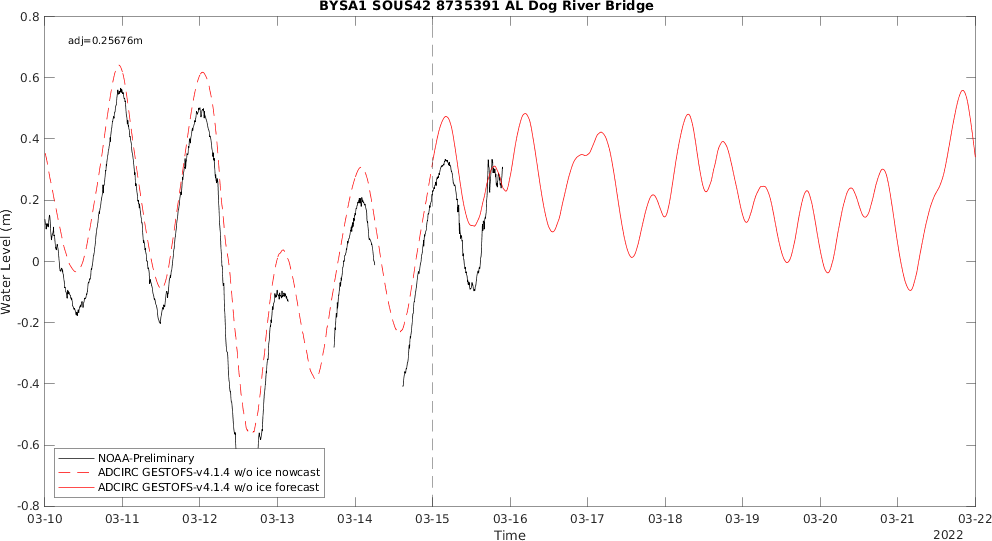 BYSA1 SOUS42 8735391 AL Dog River Bridge
adj=0.25676m
Water Level (m)
0.8
0.6
0.4
0.2
0
-0.2
-0.4
-0.6
-0.8
NOAA-Preliminary
ADCIRC GESTOFS-v4.1.4 w/o ice nowcast
ADCIRC GESTOFS-v4.1.4 w/o ice forecast
03-10 03-11 03-12 03-13 03-14 03-15 03-16 03-17 03-18 03-19 03-20 03-21 03-22
Time
2022